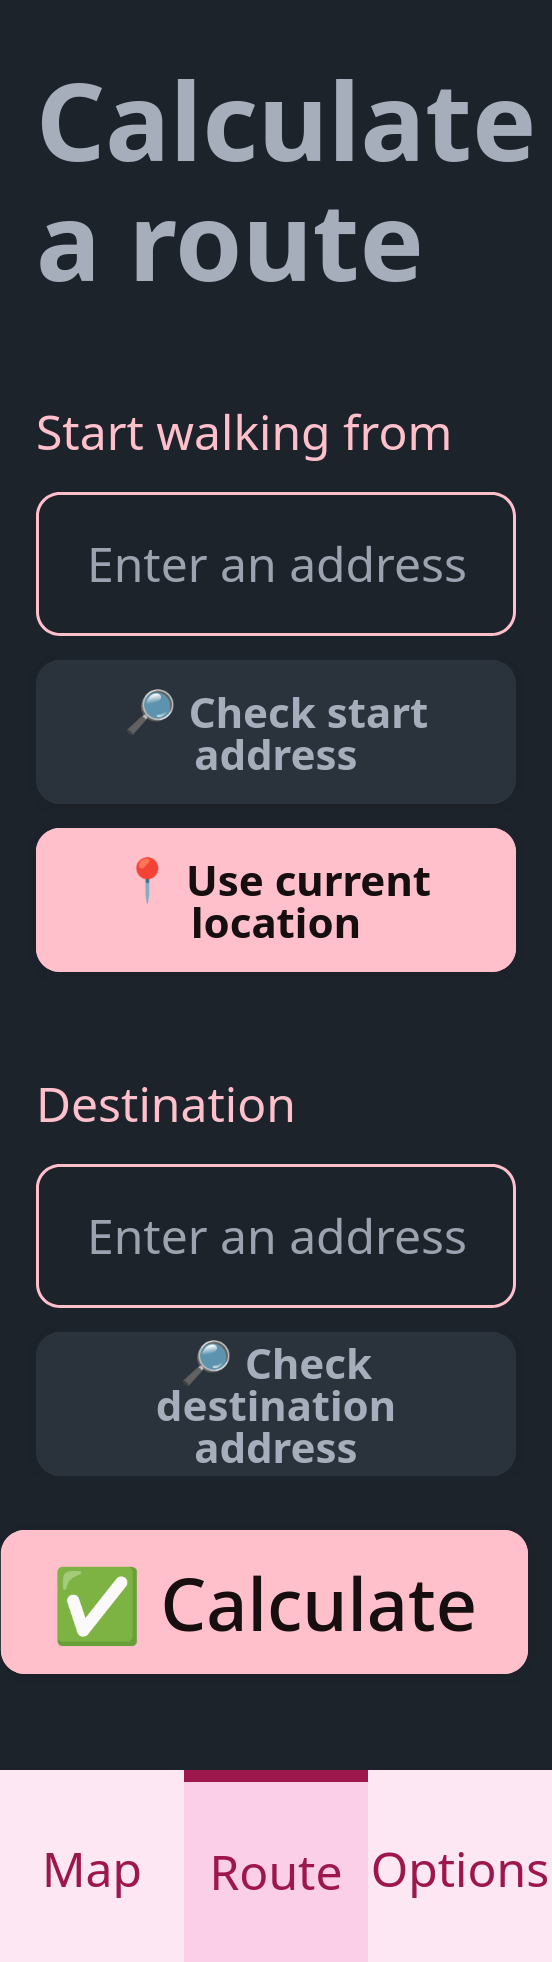 Calculate
a route
Start walking from
Enter an address
🔎 Check start
address
📍 Use current
location
Destination
Enter an address
🔎 Check
destination
address
✅ Calculate
Map
Route
Options